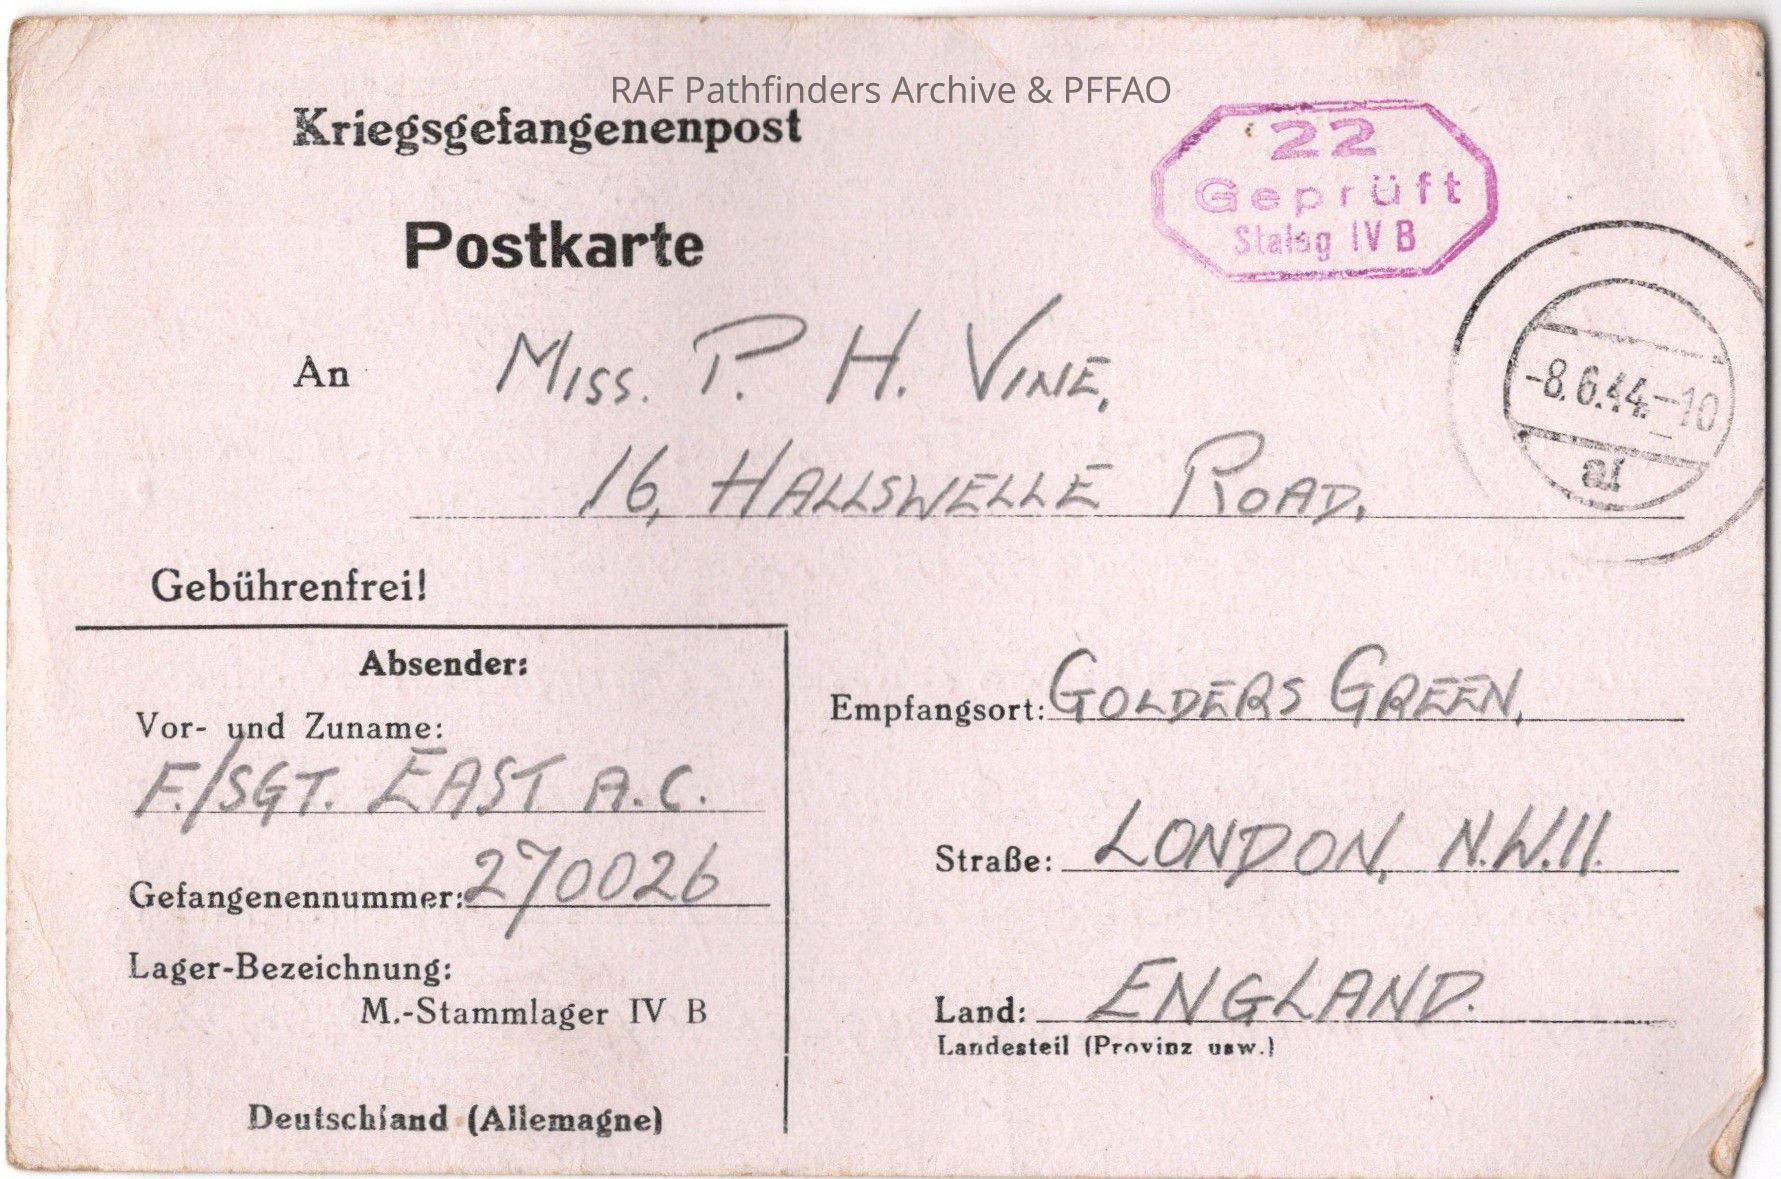 RAF Pathfinders Archive & PFFAO
Kriegsgefangenenpost
22
Geprüft
Stalag IV B
Postkarte
-8.6.44.-10
An MISS. P. H. VINE,
16, HALLSWELLE ROAD,
Gebührenfrei!
Absender:
Vor- und Zuname:
F./SGT. EAST A.C.
Gefangenennummer: 270026
Lager-Bezeichnung:
M.-Stammlager IV B
Deutschland (Allemagne)
Empfangsort: GOLDERS GREEN,
Straße: LONDON, N.W.11.
Land: ENGLAND.
Landesteil (Provinz usw.)